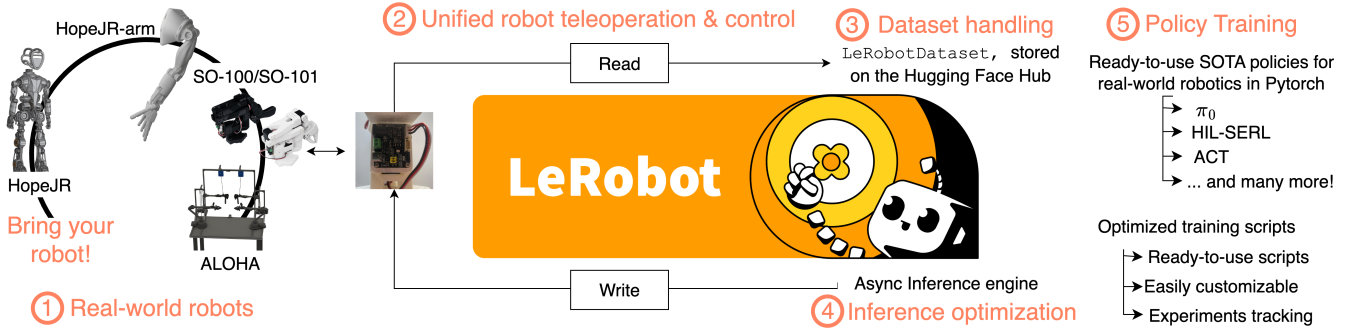 HopeJR-arm
SO-100/SO-101
HopeJR
Bring your
robot!
ALOHA
1 Real-world robots
2 Unified robot teleoperation & control
Read
LeRobot
Write
3 Dataset handling
LeRobotDataset, stored
on the Hugging Face Hub
Async Inference engine
4 Inference optimization
5 Policy Training
Ready-to-use SOTA policies for
real-world robotics in Pytorch
π0
HIL-SERL
ACT
... and many more!
Optimized training scripts
Ready-to-use scripts
Easily customizable
Experiments tracking